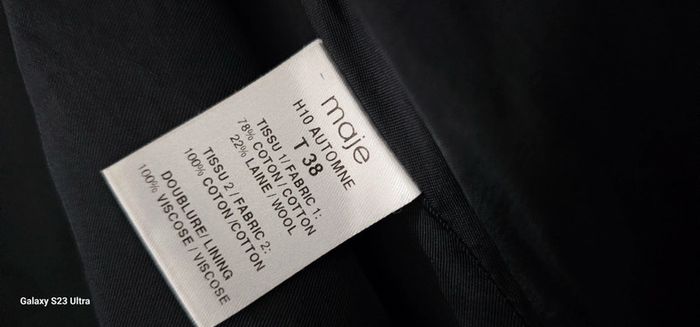 maje
H10 AUTOMNE
T 38
TISSU 1/FABRIC 1:
78% COTON/COTTON
22% LAINE/WOOL
TISSU 2/FABRIC 2:
100% COTON/COTTON
DOUBLURE/LINING
100% VISCOSE/VISCOSE
Galaxy S23 Ultra